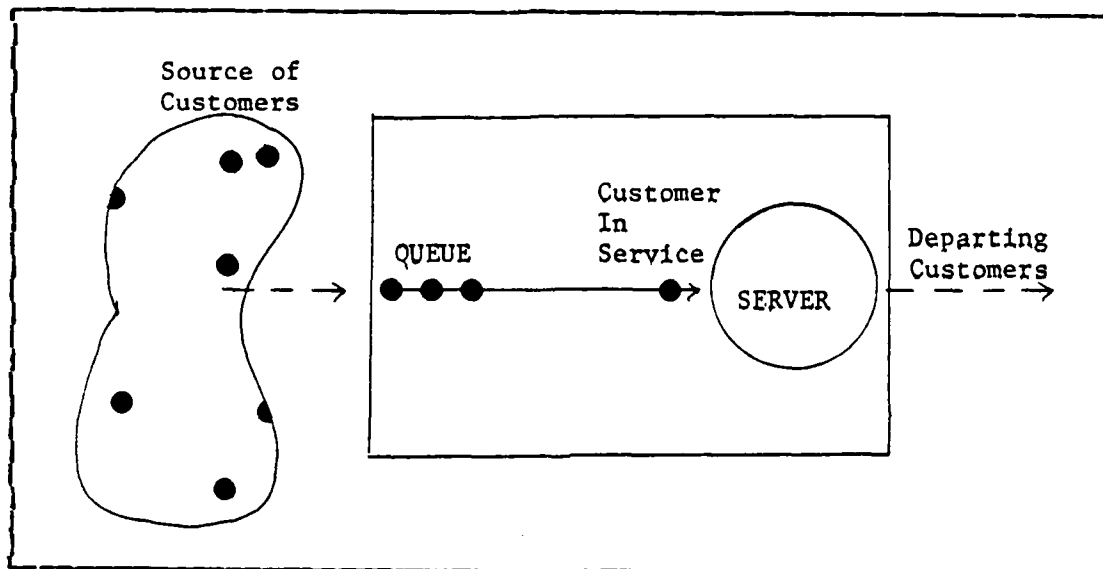 Source of
Customers
QUEUE
Customer
In
Service
SERVER
Departing
Customers